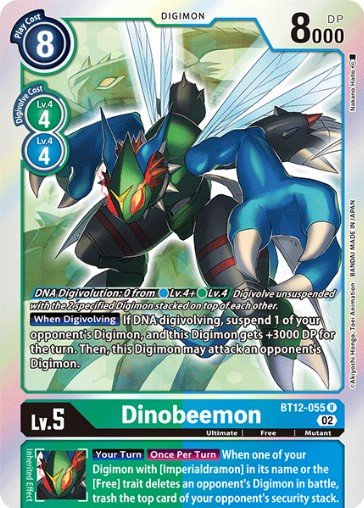 Play Cost
8
DIGIMON
DP
8000
Digivolve Cost
Lv.4
4
Lv.4
4
Nakano Haito
©Akiyoshi Hongo, Toei Animation BANDAI MADE IN JAPAN
DNA Digivolution: 0 from Lv.4+ Lv.4 Digivolve unsuspended
with the 2 specified Digimon stacked on top of each other.
When Digivolving If DNA digivolving, suspend 1 of your
opponent's Digimon, and this Digimon gets +3000 DP for
the turn. Then, this Digimon may attack an opponent's
Digimon.
Lv.5
Dinobeemon
BT12-055 R
02
Ultimate Free Mutant
Inherited Effect
Your Turn Once Per Turn When one of your
Digimon with [Imperialdramon] in its name or the
[Free] trait deletes an opponent's Digimon in battle,
trash the top card of your opponent's security stack.